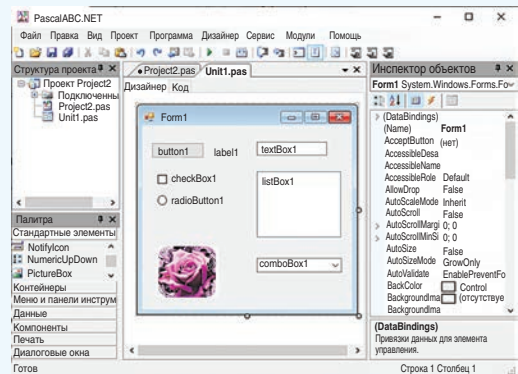 PascalABC.NET
Файл Правка Вид Проект Программа Дизайнер Сервис Модули Помощь
Структура проекта
Проект Project2
Подключенны
Project2.pas
Unit1.pas
Палитра
Стандартные элементы
NotifyIcon
NumericUpDown
PictureBox
Контейнеры
Меню и панели инструм
Данные
Компоненты
Печать
Диалоговые окна
•Project2.pas Unit1.pas
Дизайнер Код
Form1
button1 label1 textBox1
checkBox1 listBox1
radioButton1
comboBox1
Инспектор объектов
Form1 System.Windows.Forms.Fo
(DataBindings)
(Name) Form1
AcceptButton (нет)
AccessibleDesa
AccessibleName
AccessibleRole Default
AllowDrop False
AutoScaleMode Inherit
AutoScroll False
AutoScrollMargi 0; 0
AutoScrollMinSi 0; 0
AutoSize False
AutoSizeMode GrowOnly
AutoValidate EnablePreventFo
BackColor Control
BackgroundIma (отсутствуе
BackgroundIma Tile
(DataBindings)
Привязки данных для элемента
управления.
Готов Строка 1 Столбец 1